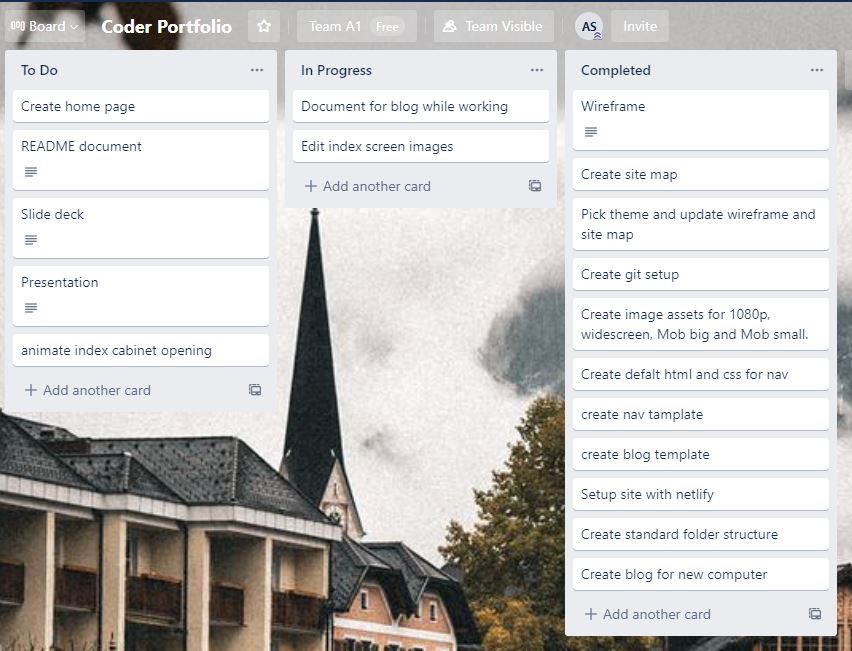 Board
Coder Portfolio
Team A1 Free
Team Visible
AS
Invite
To Do
Create home page
README document
Slide deck
Presentation
animate index cabinet opening
Add another card
In Progress
Document for blog while working
Edit index screen images
Add another card
Completed
Wireframe
Create site map
Pick theme and update wireframe and
site map
Create git setup
Create image assets for 1080p,
widescreen, Mob big and Mob small.
Create defalt html and css for nav
create nav tamplate
create blog template
Setup site with netlify
Create standard folder structure
Create blog for new computer
Add another card